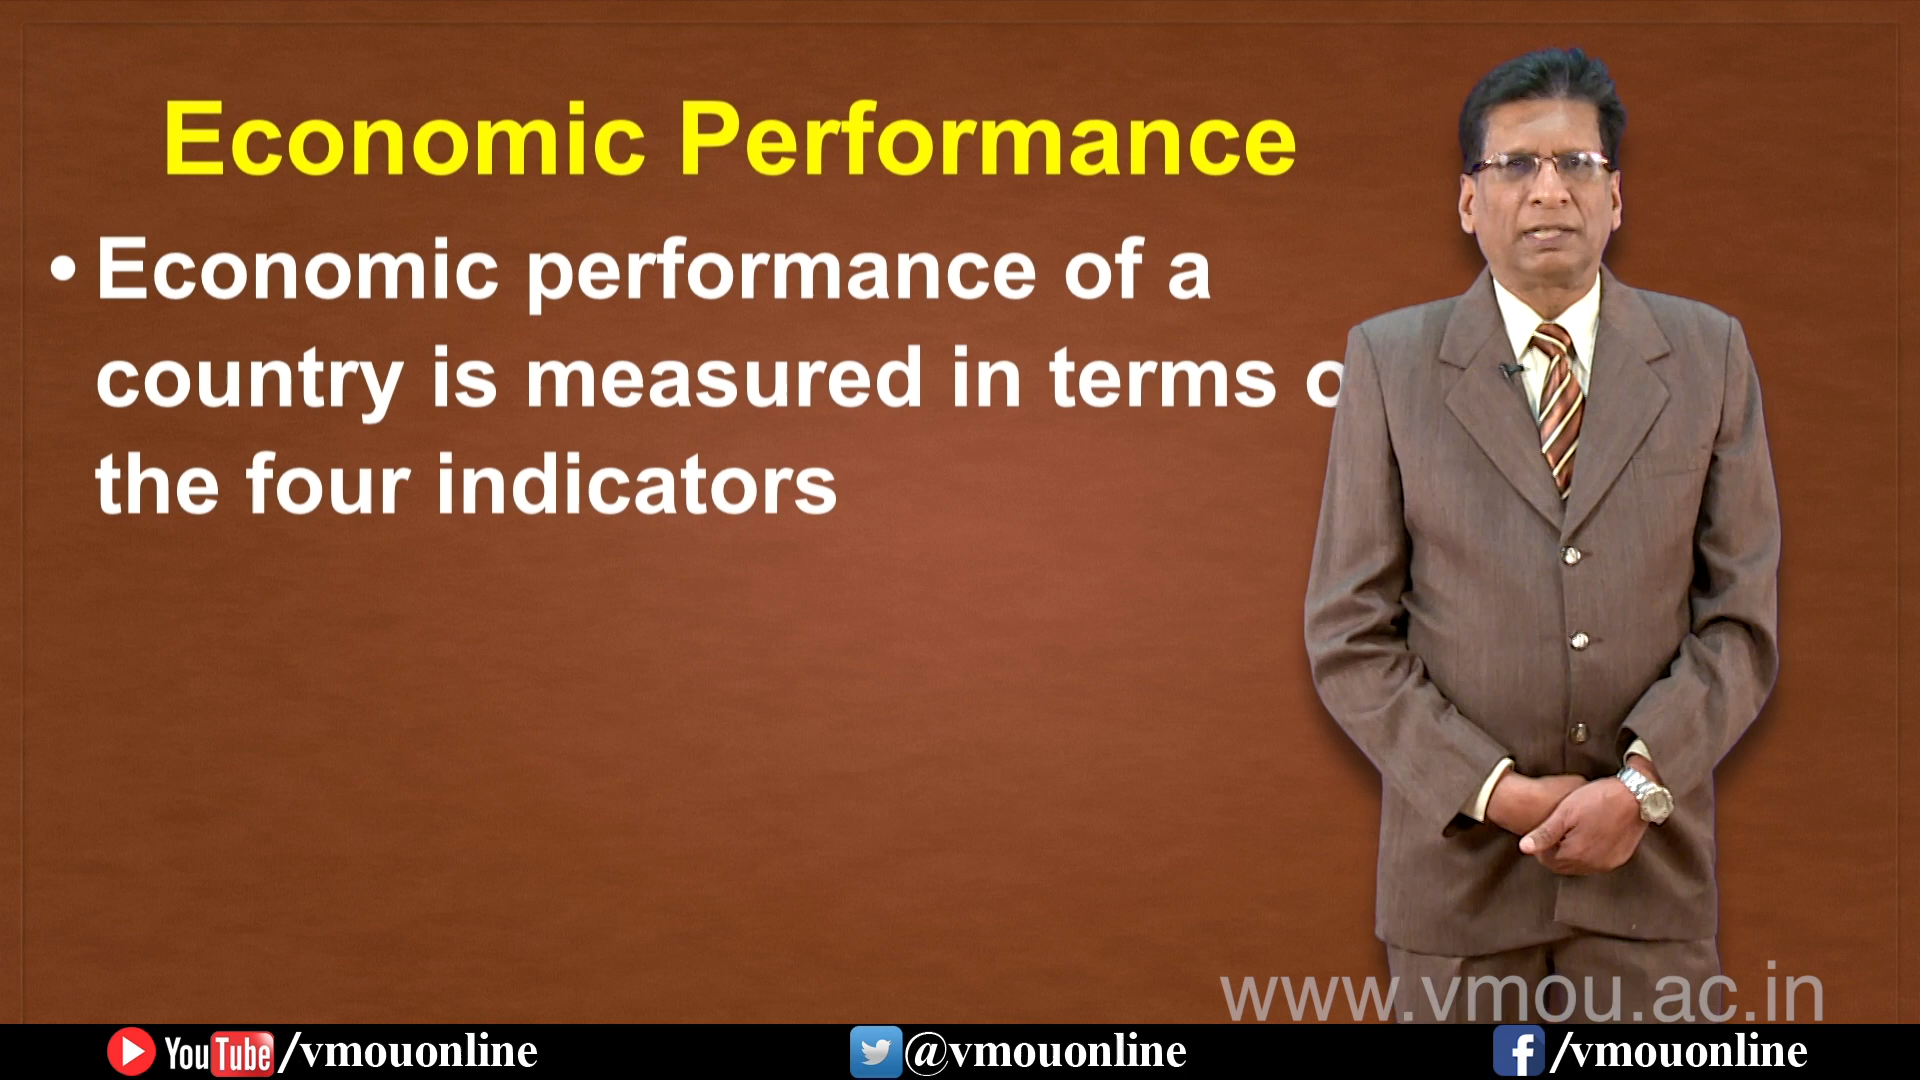 Economic Performance
• Economic performance of a
country is measured in terms
the four indicators
www.vmou.ac.in
YouTube /vmouonline
@vmouonline
f /vmouonline